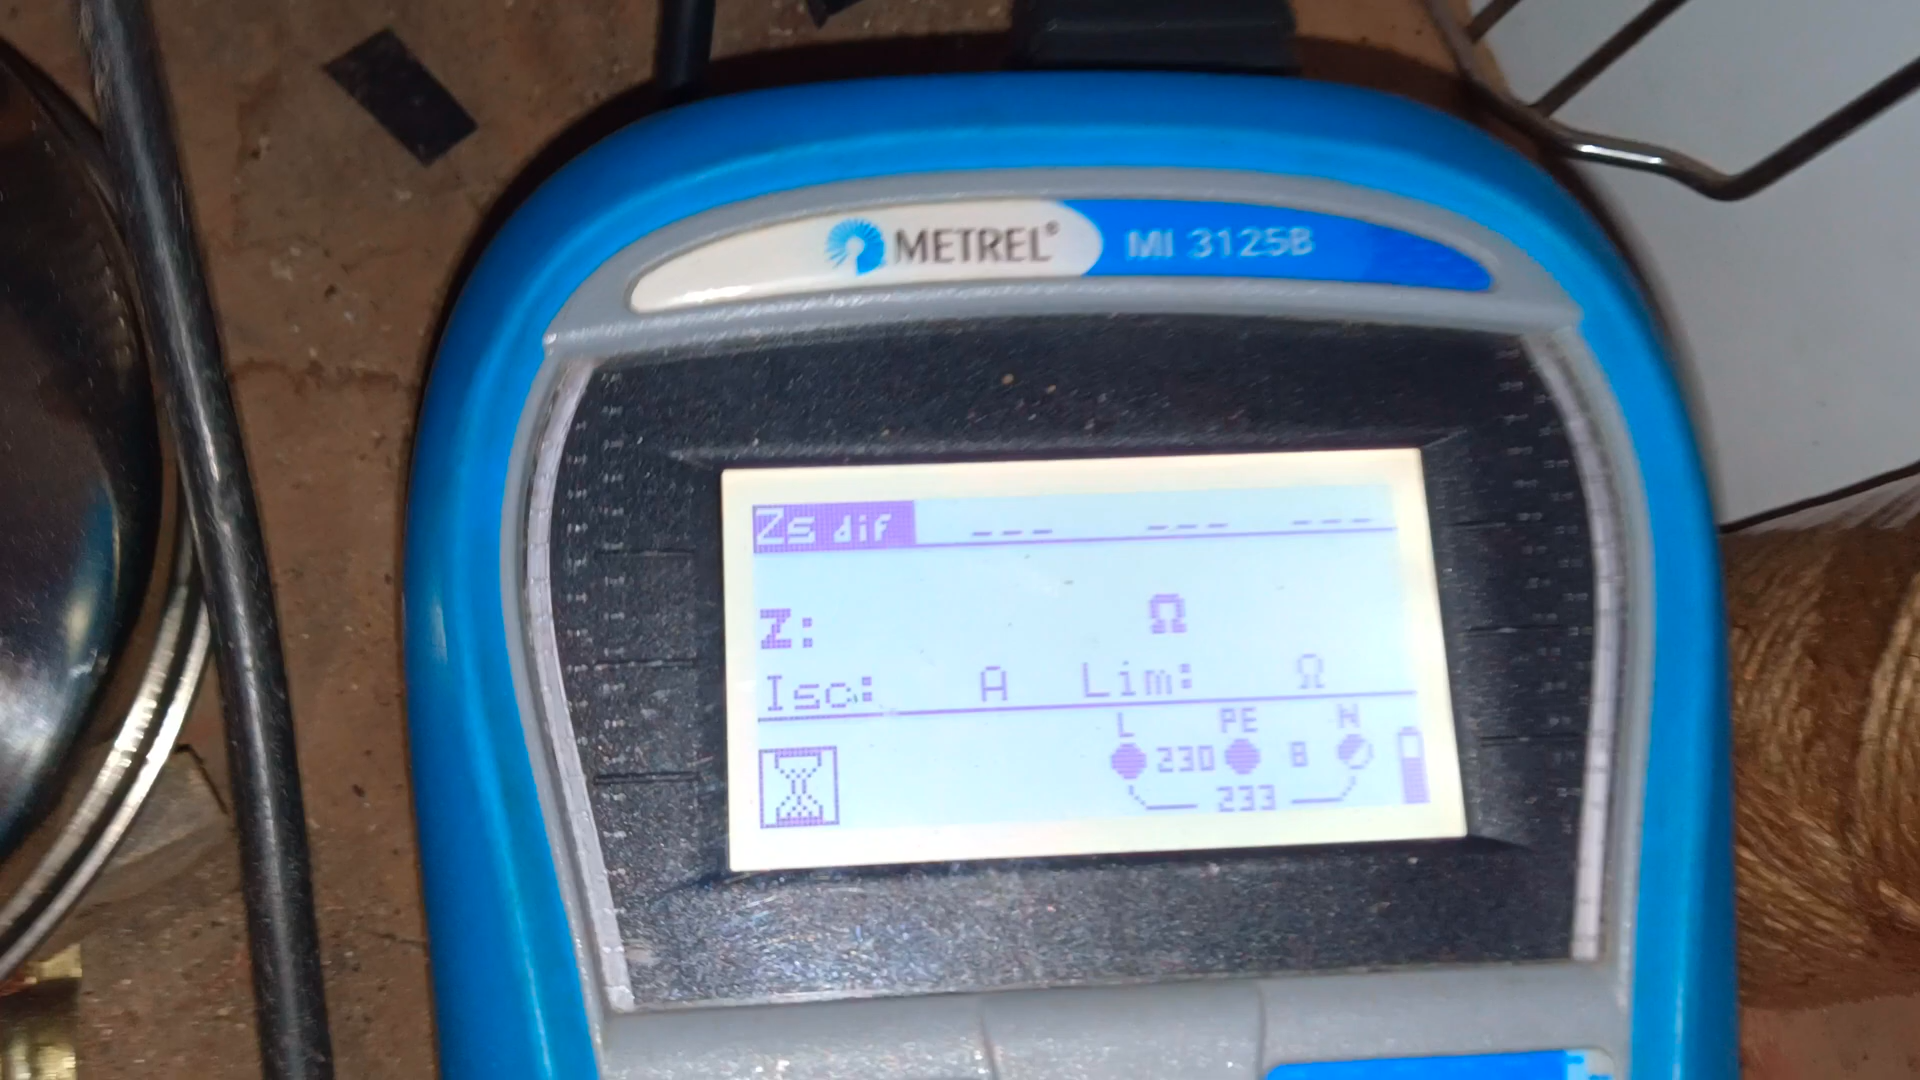 METREL® MI 3125B
Zs dif --- --- ---
Z: Ω
Isc: A Lim: Ω
L PE N
230 8
233